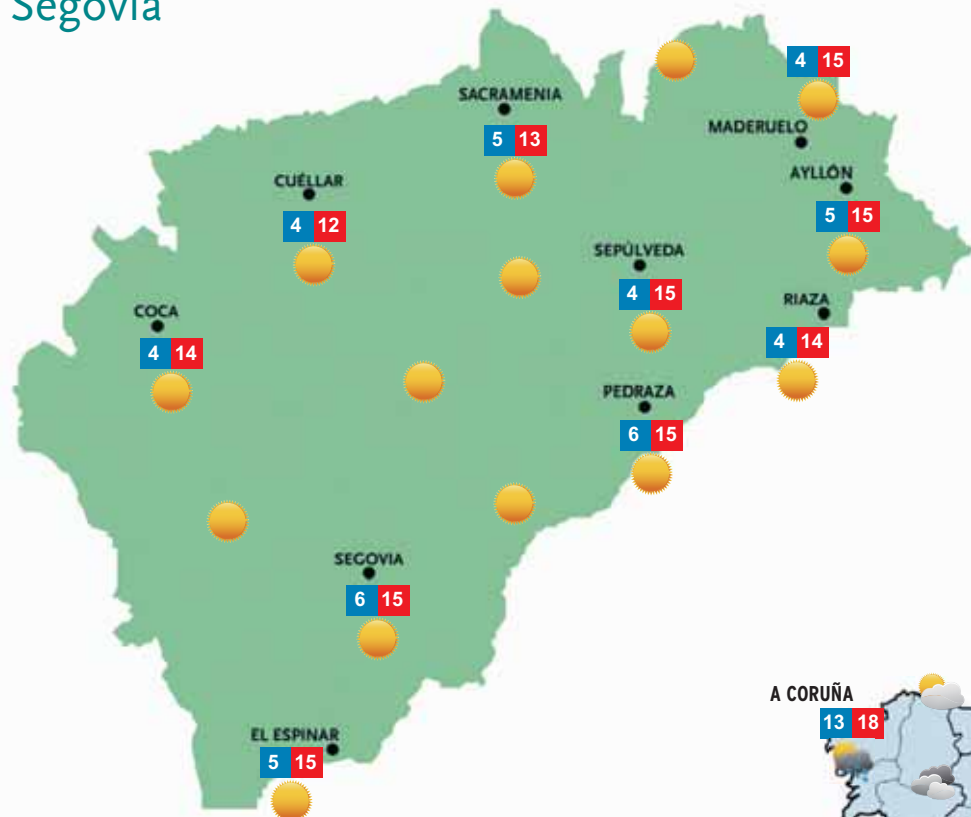 Segovia
4 15
SACRAMENIA
MADERUELO
5 13
AYLLÓN
CUÉLLAR
4 12
5 15
SEPÚLVEDA
4 15
RIAZA
COCA
4 14
4 14
PEDRAZA
6 15
SEGOVIA
6 15
A CORUÑA
13 18
EL ESPINAR
5 15